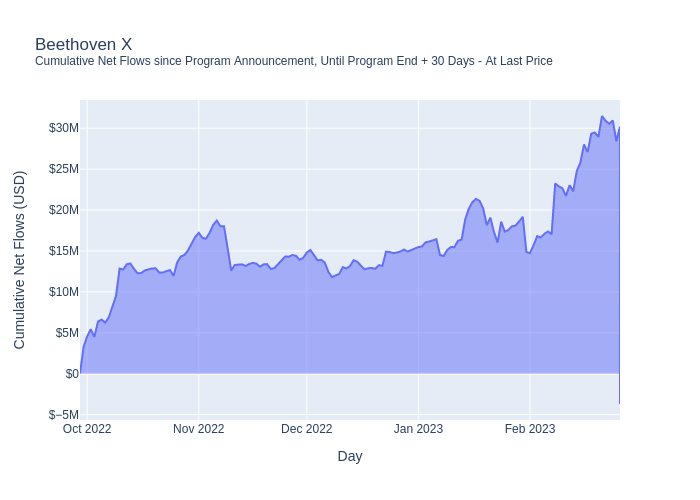 Beethoven X
Cumulative Net Flows since Program Announcement, Until Program End + 30 Days - At Last Price
Cumulative Net Flows (USD)
$30M
$25M
$20M
$15M
$10M
$5M
$0
$−5M
Oct 2022
Nov 2022
Dec 2022
Jan 2023
Feb 2023
Day